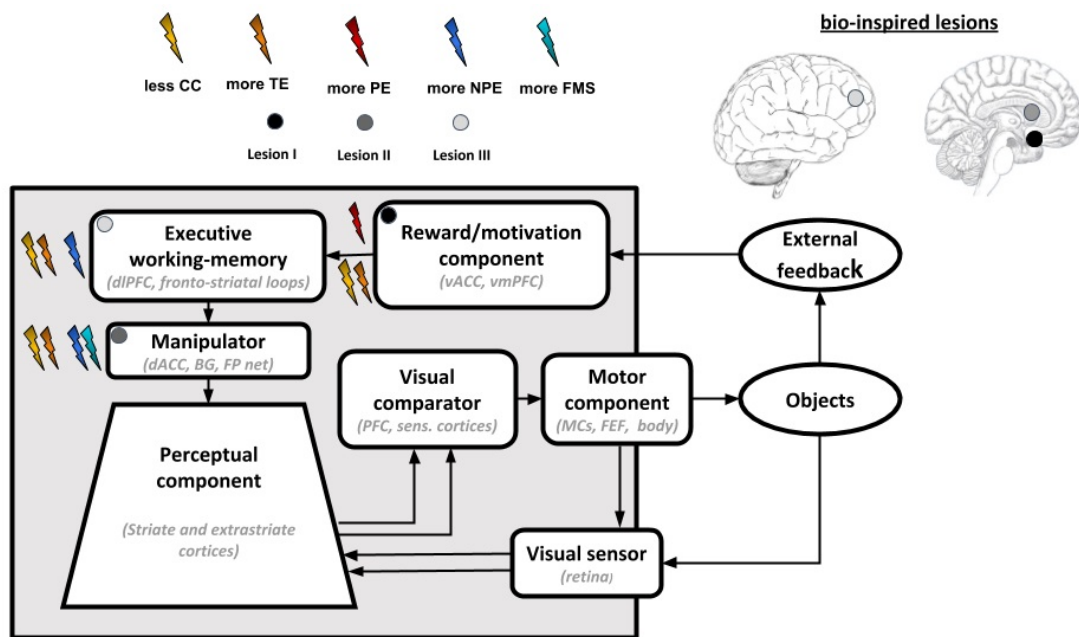 bio-inspired lesions
less CC
more TE
more PE
more NPE
more FMS
Lesion I
Lesion II
Lesion III
Executive
working-memory
(dlPFC, fronto-striatal loops)
Reward/motivation
component
(vACC, vmPFC)
External
feedback
Manipulator
(dACC, BG, FP net)
Visual
comparator
(PFC, sens. cortices)
Motor
component
(MCs, FEF, body)
Objects
Perceptual
component
(Striate and extrastriate
cortices)
Visual sensor
(retina)